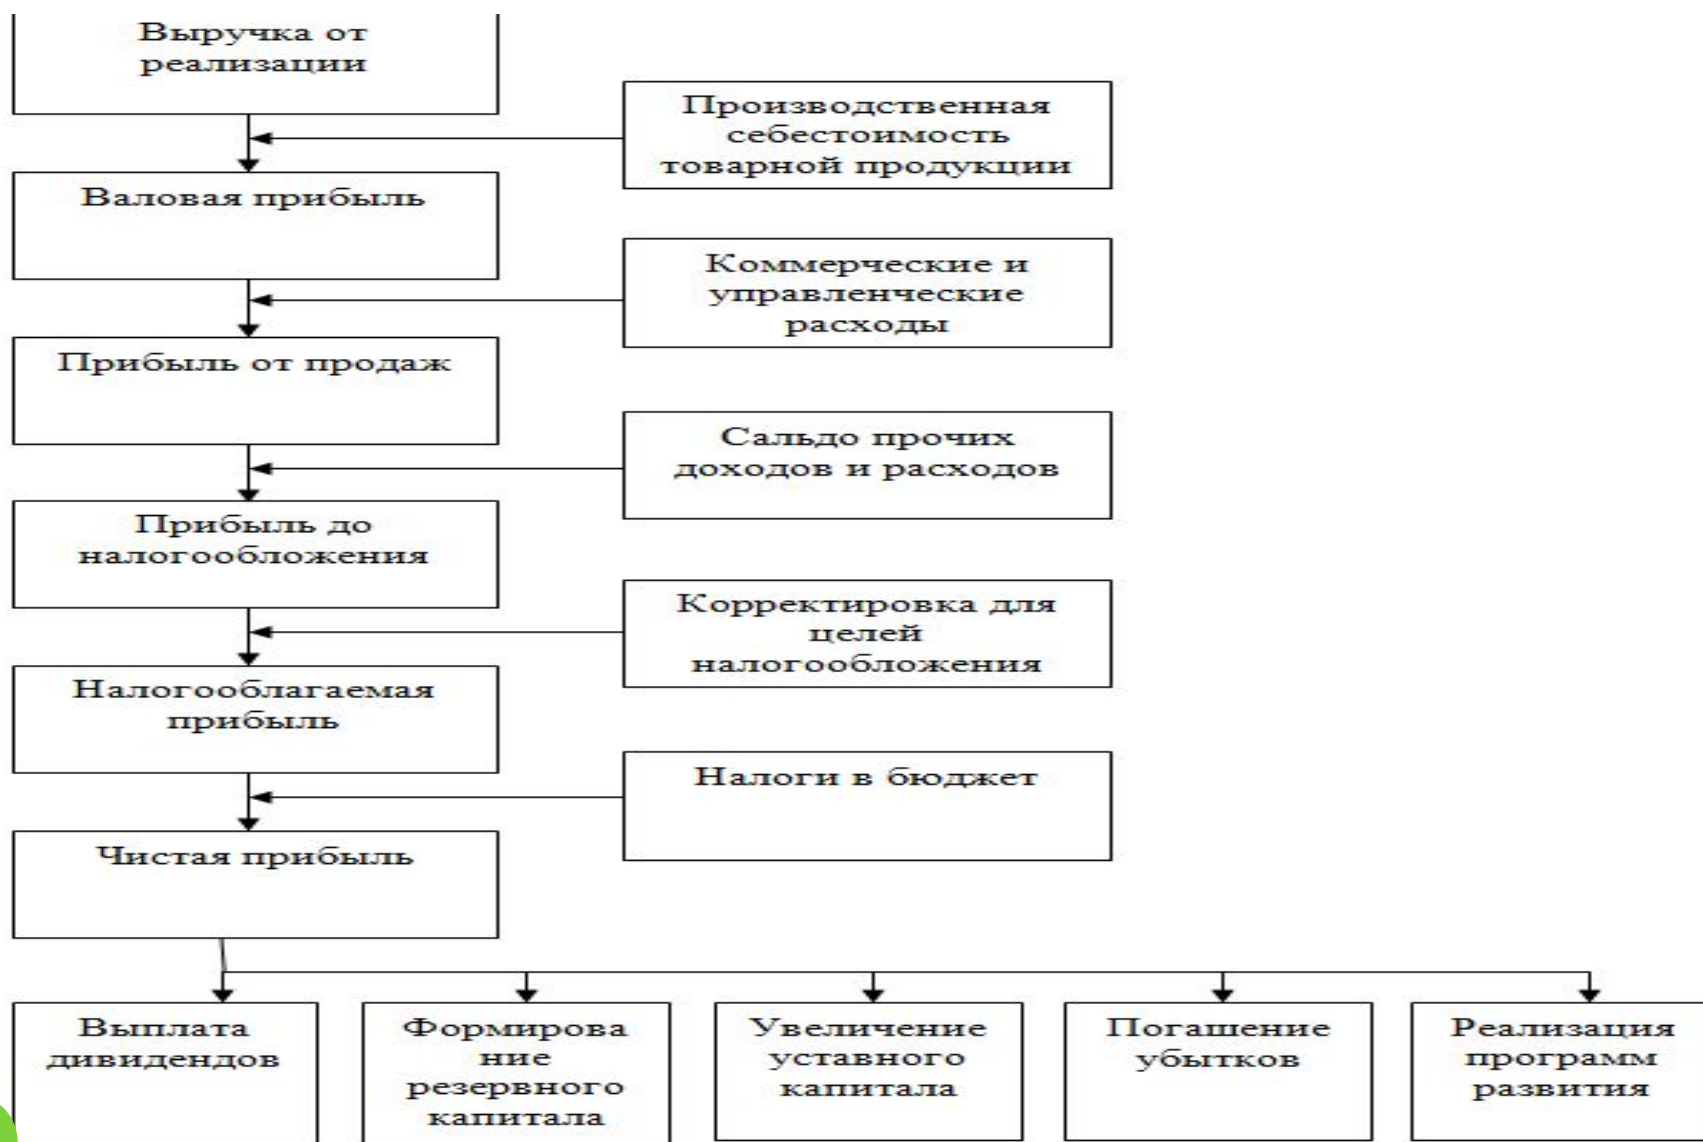 Выручка от
реализации
Производственная
себестоимость
товарной продукции
Валовая прибыль
Коммерческие и
управленческие
расходы
Прибыль от продаж
Сальдо прочих
доходов и расходов
Прибыль до
налогообложения
Корректировка для
целей
налогообложения
Налогооблагаемая
прибыль
Налоги в бюджет
Чистая прибыль
Выплата
дивидендов
Формирова
ние
резервного
капитала
Увеличение
уставного
капитала
Погашение
убытков
Реализация
программ
развития